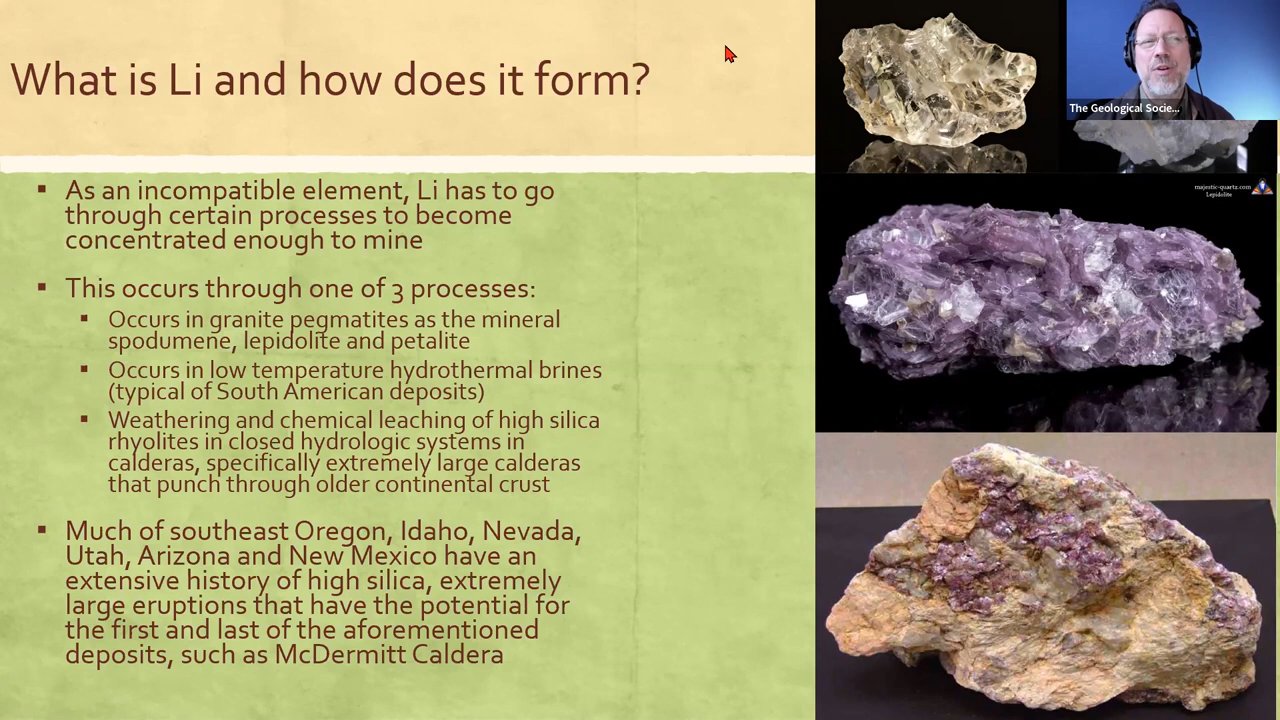 What is Li and how does it form?
The Geological Socie...
majestic-quartz.com
Lepidolite
▪ As an incompatible element, Li has to go
through certain processes to become
concentrated enough to mine
▪ This occurs through one of 3 processes:
▪ Occurs in granite pegmatites as the mineral
spodumene, lepidolite and petalite
▪ Occurs in low temperature hydrothermal brines
(typical of South American deposits)
▪ Weathering and chemical leaching of high silica
rhyolites in closed hydrologic systems in
calderas, specifically extremely large calderas
that punch through older continental crust
▪ Much of southeast Oregon, Idaho, Nevada,
Utah, Arizona and New Mexico have an
extensive history of high silica, extremely
large eruptions that have the potential for
the first and last of the aforementioned
deposits, such as McDermitt Caldera